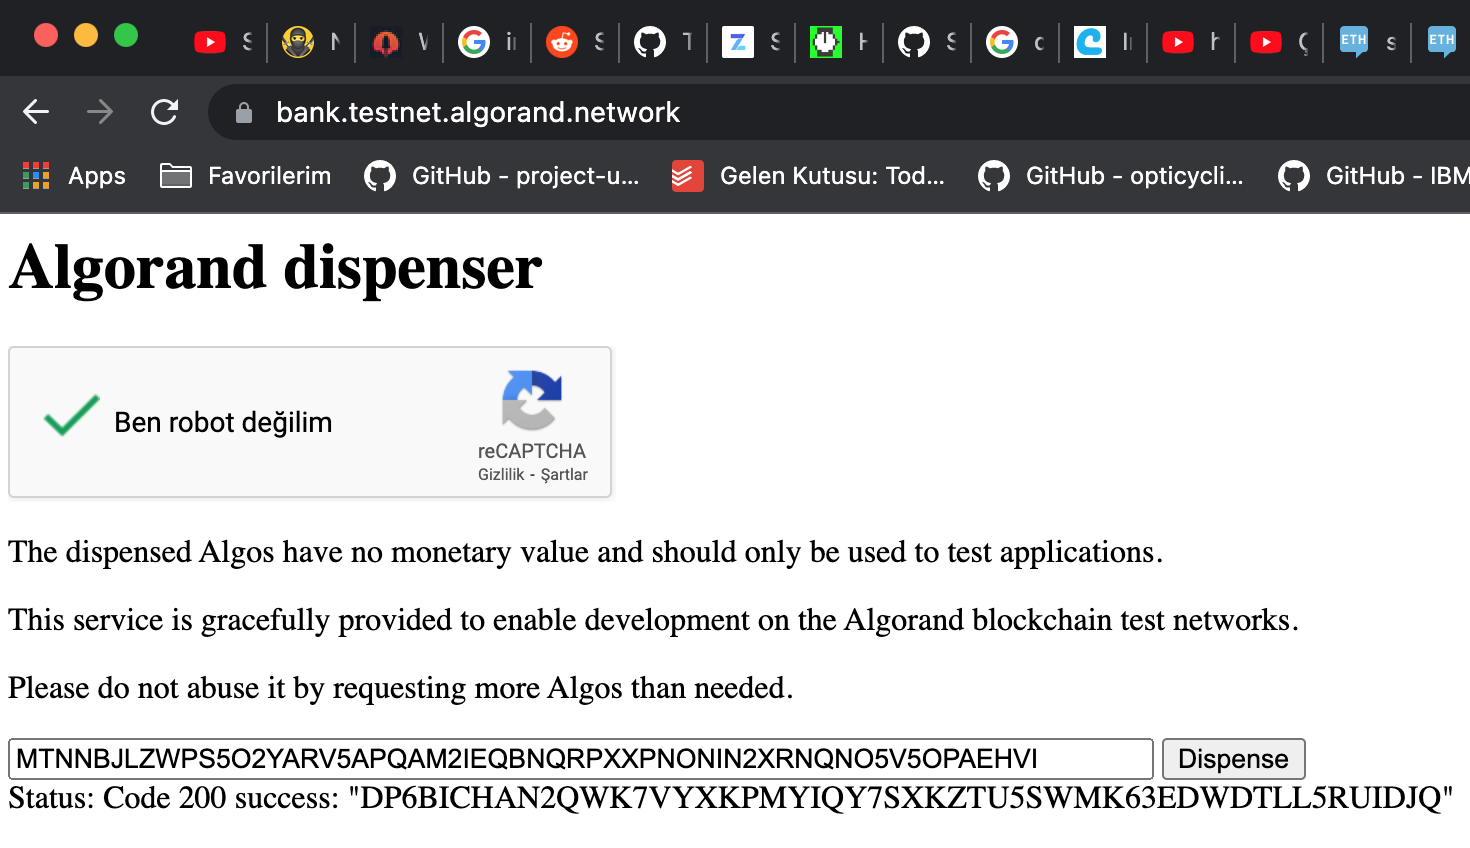 bank.testnet.algorand.network
Apps Favorilerim GitHub - project-u... Gelen Kutusu: Tod... GitHub - opticycli... GitHub - IBM
Algorand dispenser
Ben robot değilim
reCAPTCHA
Gizlilik - Şartlar
The dispensed Algos have no monetary value and should only be used to test applications.
This service is gracefully provided to enable development on the Algorand blockchain test networks.
Please do not abuse it by requesting more Algos than needed.
MTNNBJLZWPS5O2YARV5APQAM2IEQBNQRPXXPNONIN2XRNQNO5V5OPAEHVI Dispense
Status: Code 200 success: "DP6BICHAN2QWK7VYXKPMYIQY7SXKZTU5SWMK63EDWDTLL5RUIDJQ"